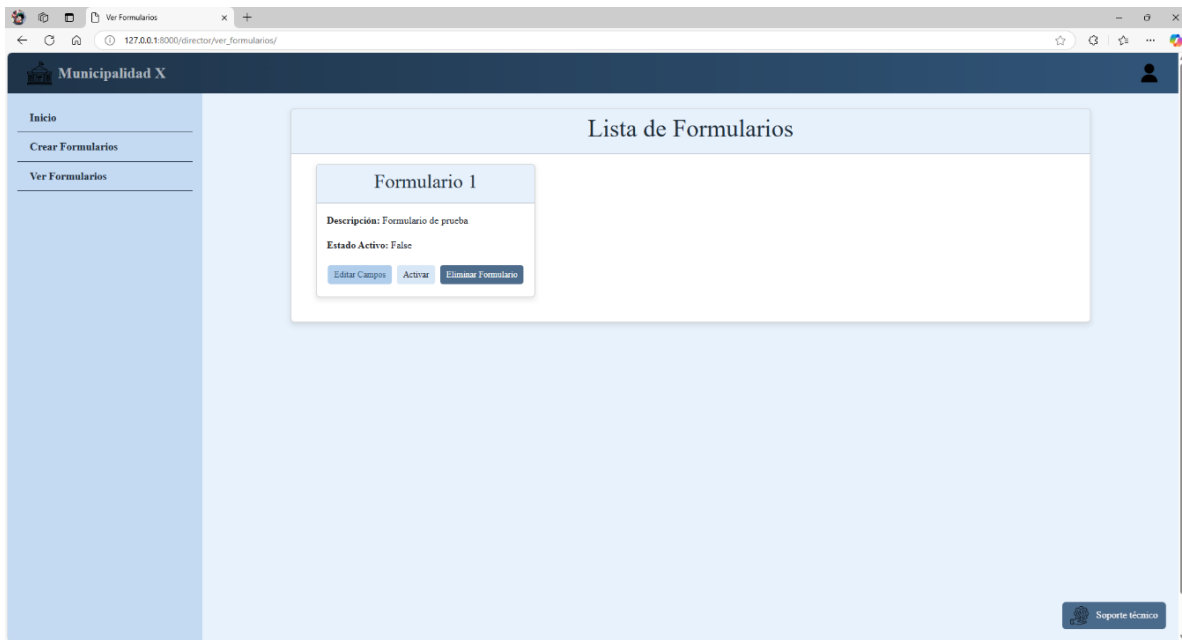 Ver Formularios
127.0.0.1:8000/director/ver_formularios/
Municipalidad X
Inicio
Crear Formularios
Ver Formularios
Lista de Formularios
Formulario 1
Descripción: Formulario de prueba
Estado Activo: False
Editar Campos Activar Eliminar Formulario
Soporte técnico